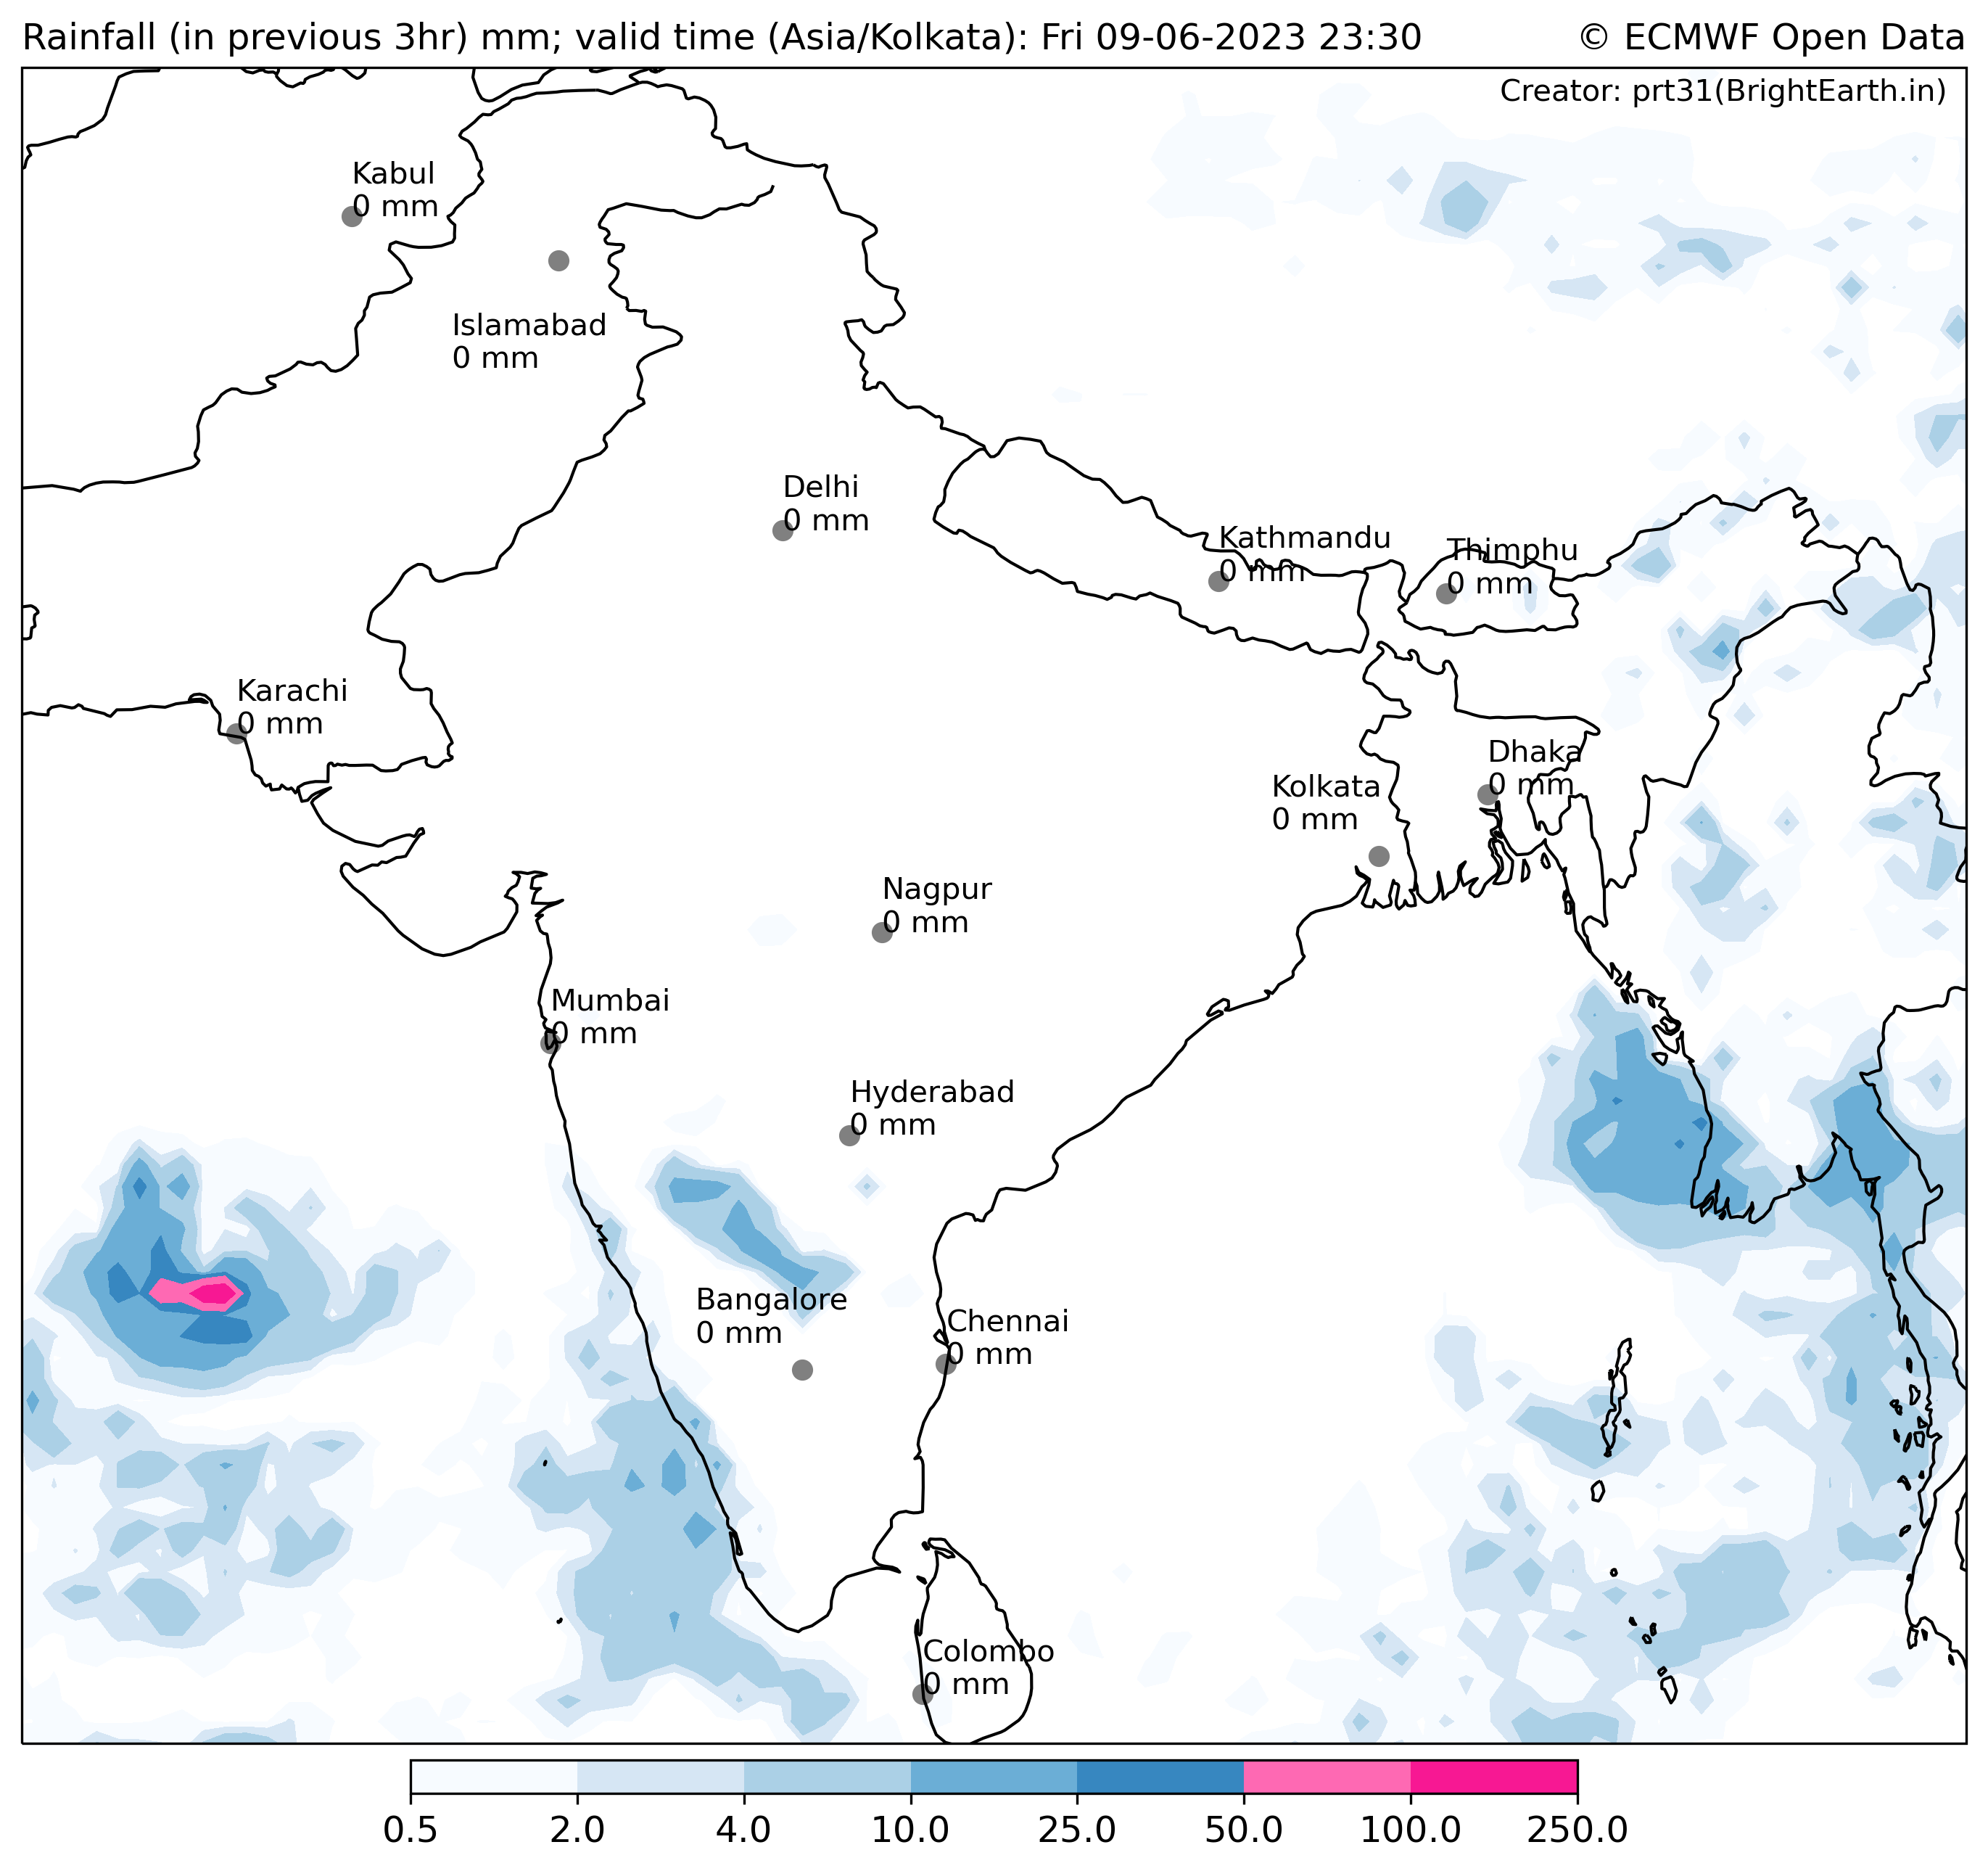 Rainfall (in previous 3hr) mm; valid time (Asia/Kolkata): Fri 09-06-2023 23:30
© ECMWF Open Data
Creator: prt31(BrightEarth.in)
Kabul
0 mm
Islamabad
0 mm
Delhi
0 mm
Kathmandu
0 mm
Thimphu
0 mm
Karachi
0 mm
Dhaka
0 mm
Kolkata
0 mm
Nagpur
0 mm
Mumbai
0 mm
Hyderabad
0 mm
Bangalore
0 mm
Chennai
0 mm
Colombo
0 mm
0.5 2.0 4.0 10.0 25.0 50.0 100.0 250.0